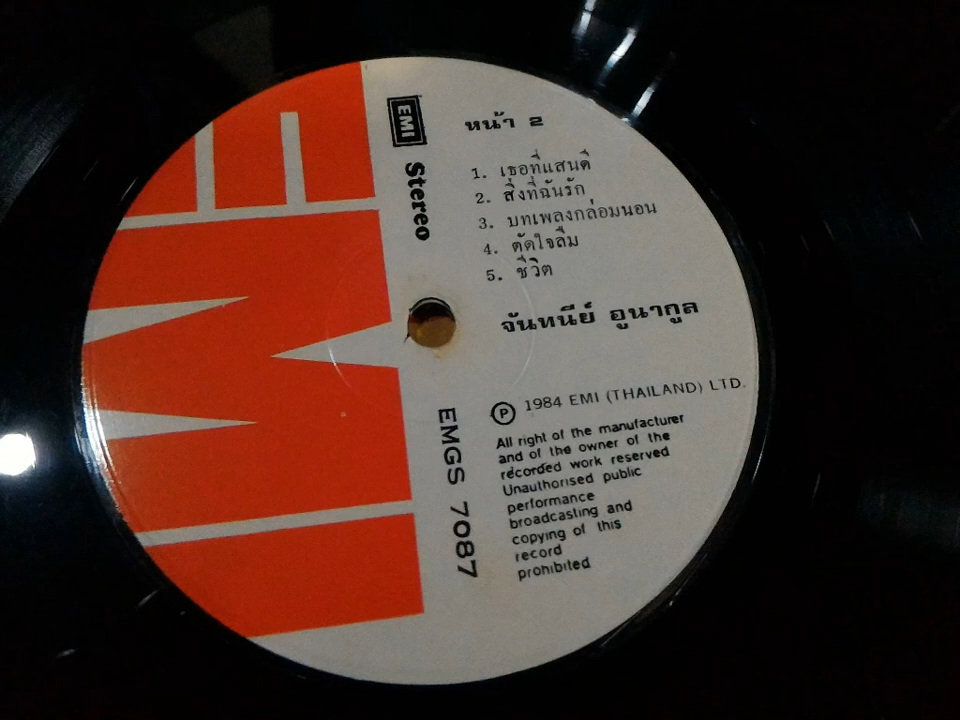 EMI
EMI
Stereo
หน้า 2
1. เธอที่แสนดี
2. สิ่งที่ฉันรัก
3. บทเพลงกล่อมนอน
4. ตัดใจลืม
5. ชีวิต
จันทนีย์ อูนากูล
Ⓟ 1984 EMI (THAILAND) LTD.
EMGS 7087
All right of the manufacturer
and of the owner of the
recorded work reserved
Unauthorised public
performance
broadcasting and
copying of this
record
prohibited